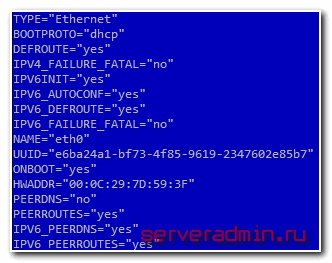 TYPE="Ethernet"
BOOTPROTO="dhcp"
DEFROUTE="yes"
IPV4_FAILURE_FATAL="no"
IPV6INIT="yes"
IPV6_AUTOCONF="yes"
IPV6_DEFROUTE="yes"
IPV6_FAILURE_FATAL="no"
NAME="eth0"
UUID="e6ba24a1-bf73-4f85-9619-2347602e85b7"
ONBOOT="yes"
HWADDR="00:0C:29:7D:59:3F"
PEERDNS="no"
PEERROUTES="yes"
IPV6_PEERDNS="yes"
IPV6_PEERROUTES="yes"
serveradmin.ru